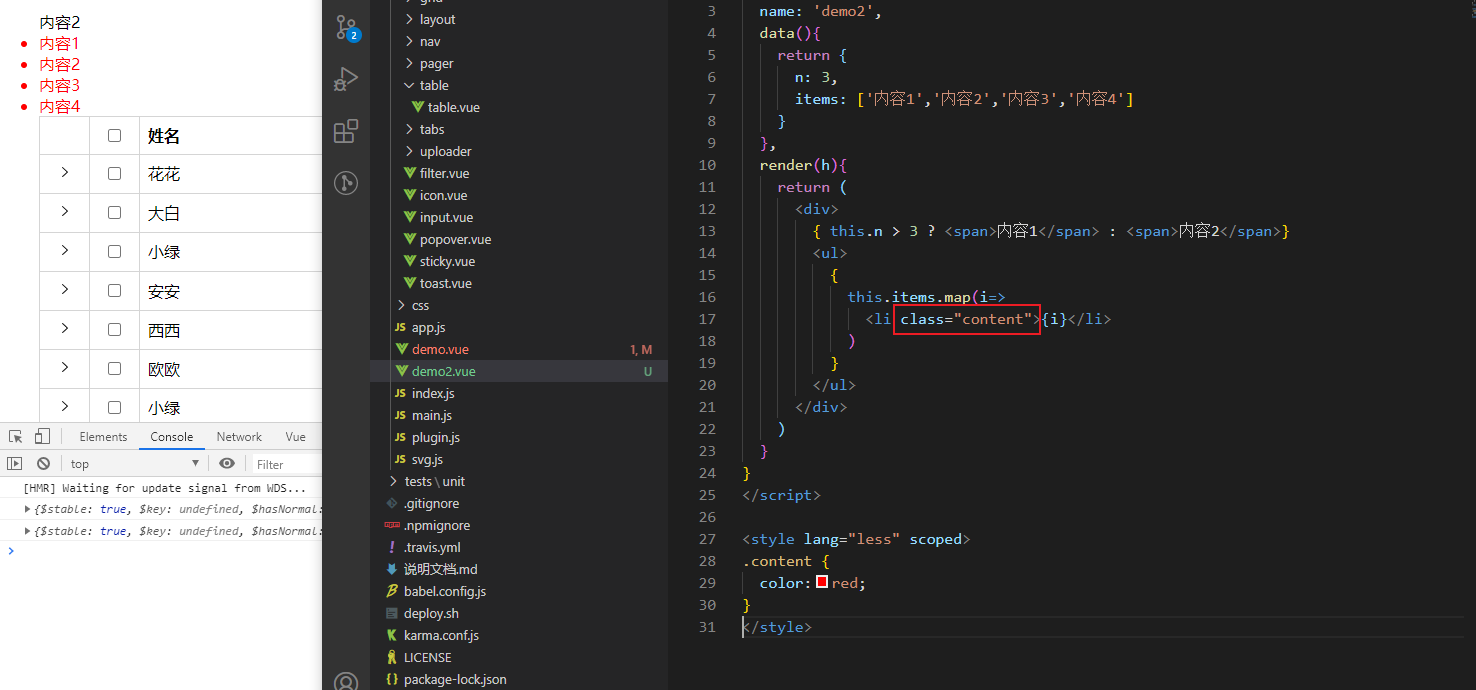 内容2
内容1
内容2
内容3
内容4
姓名
花花
大白
小绿
安安
西西
欧欧
小绿
Elements Console Network Vue
top Filter
[HMR] Waiting for update signal from WDS...
{$stable: true, $key: undefined, $hasNormal:
{$stable: true, $key: undefined, $hasNormal:
2
layout
nav
pager
table
table.vue
tabs
uploader
filter.vue
icon.vue
input.vue
popover.vue
sticky.vue
toast.vue
css
JS app.js
demo.vue 1, M
demo2.vue U
JS index.js
JS main.js
JS plugin.js
JS svg.js
tests\unit
.gitignore
.npmignore
.travis.yml
说明文档.md
babel.config.js
deploy.sh
karma.conf.js
LICENSE
package-lock.json
3 name: 'demo2',
4 data(){
5 return {
6 n: 3,
7 items: ['内容1','内容2','内容3','内容4']
8 }
9 },
10 render(h){
11 return (
12 <div>
13 { this.n > 3 ? <span>内容1</span> : <span>内容2</span>}
14 <ul>
15 {
16 this.items.map(i=>
17 <li class="content">{i}</li>
18 )
19 }
20 </ul>
21 </div>
22 )
23 }
24 }
25 </script>
26
27 <style lang="less" scoped>
28 .content {
29 color: red;
30 }
31 </style>